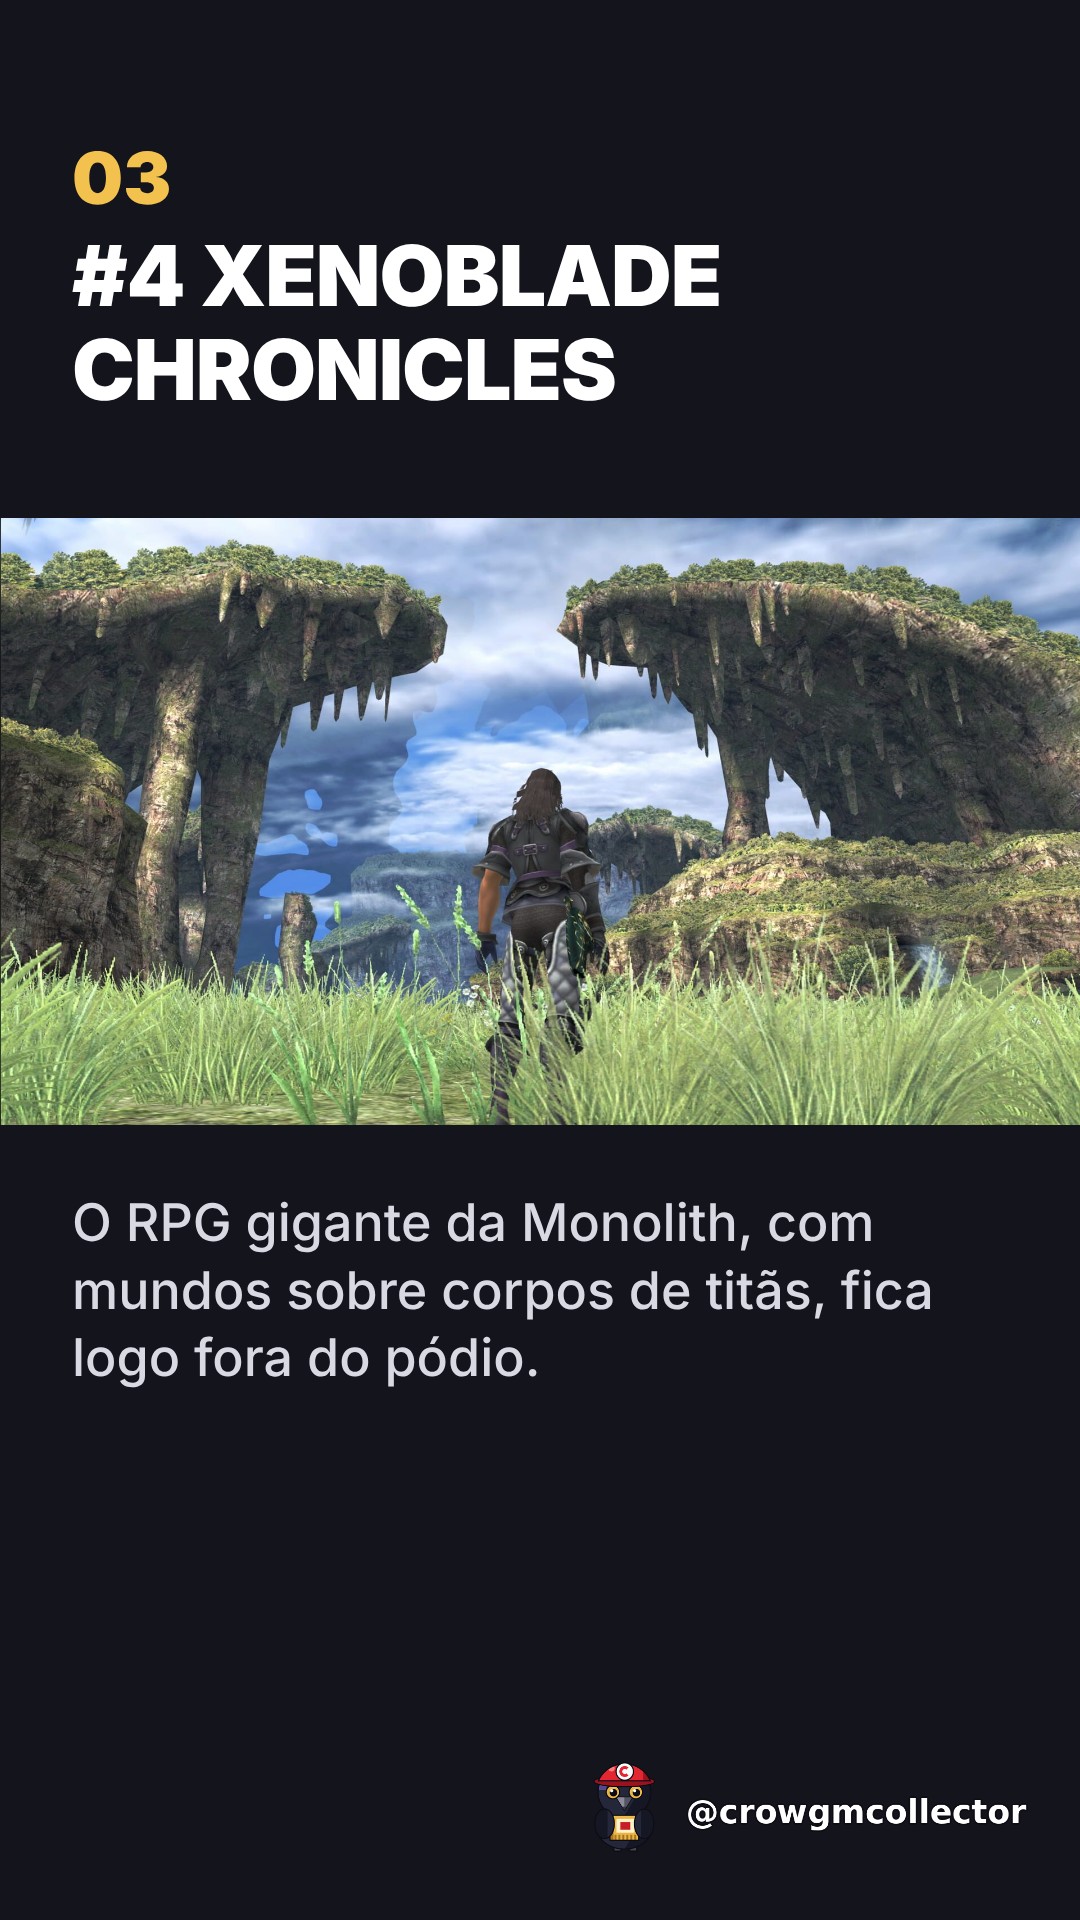 03
#4 XENOBLADE
CHRONICLES
O RPG gigante da Monolith, com
mundos sobre corpos de titãs, fica
logo fora do pódio.
C
@crowgmcollector